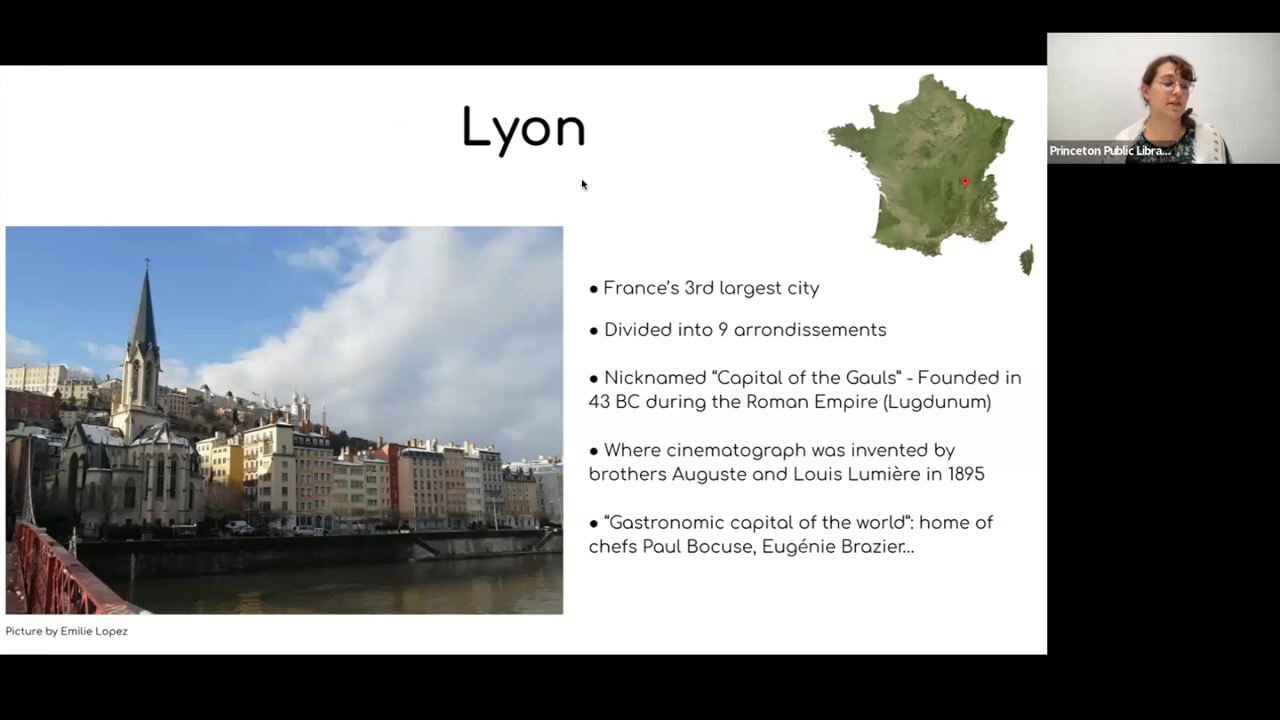 Lyon
Princeton Public Libra...
● France's 3rd largest city
● Divided into 9 arrondissements
● Nicknamed “Capital of the Gauls” - Founded in
43 BC during the Roman Empire (Lugdunum)
● Where cinematograph was invented by
brothers Auguste and Louis Lumière in 1895
● “Gastronomic capital of the world”: home of
chefs Paul Bocuse, Eugénie Brazier...
Picture by Emilie Lopez